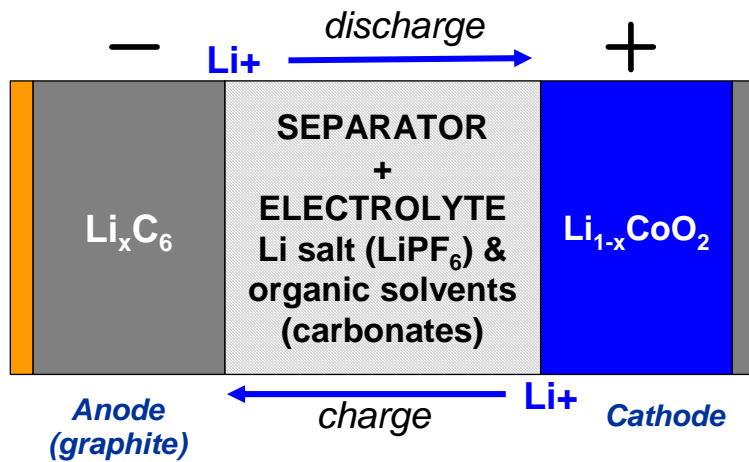 discharge
− Li+ +
SEPARATOR
+
ELECTROLYTE
Li salt (LiPF₆) &
organic solvents
(carbonates)
LiₓC₆
Li₁₋ₓCoO₂
Li+
charge
Anode
(graphite)
Cathode